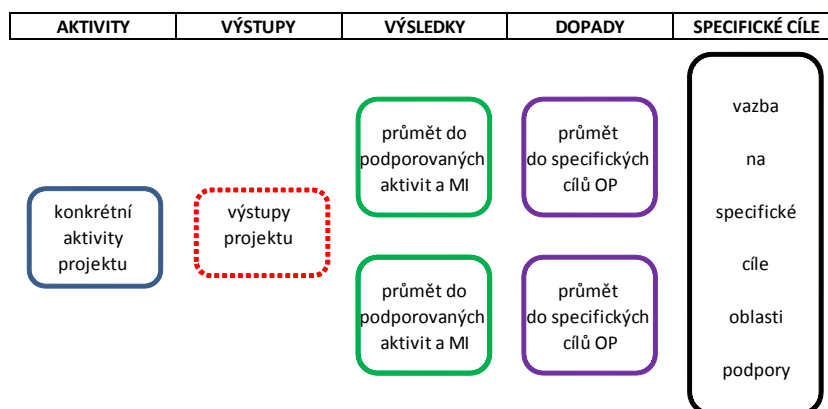 AKTIVITY VÝSTUPY VÝSLEDKY DOPADY SPECIFICKÉ CÍLE
konkrétní
aktivity
projektu
výstupy
projektu
průmět do
podporovaných
aktivit a MI
průmět do
podporovaných
aktivit a MI
průmět
do specifických
cílů OP
průmět
do specifických
cílů OP
vazba
na
specifické
cíle
oblasti
podpory